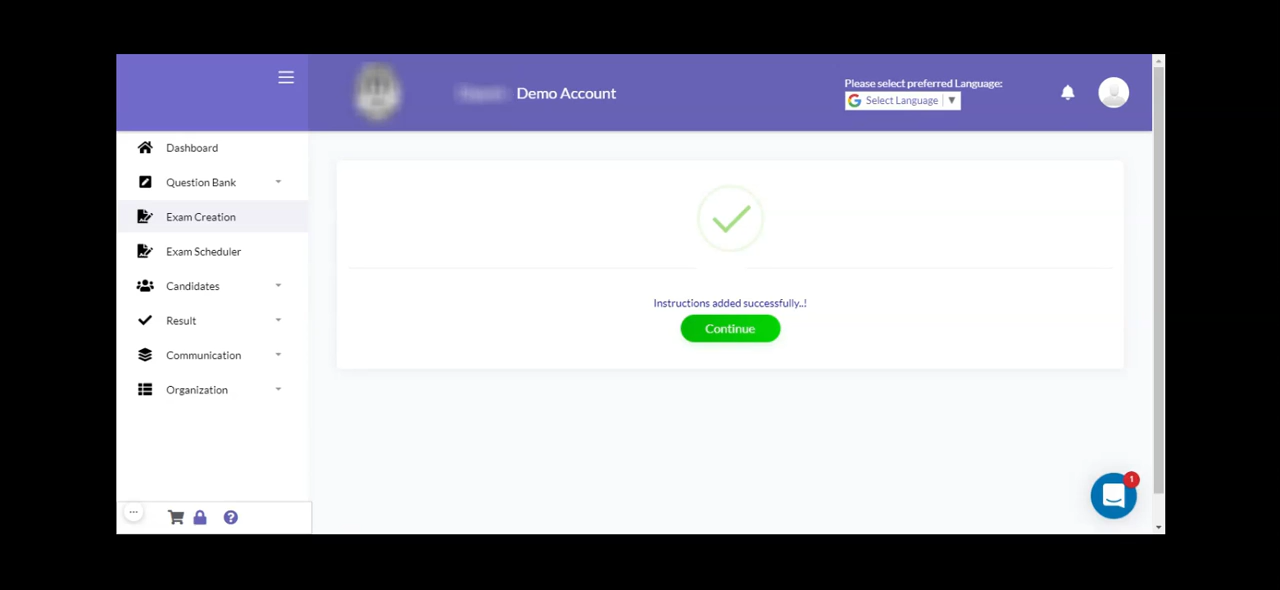 Demo Account
Please select preferred Language:
Select Language
Dashboard
Question Bank
Exam Creation
Exam Scheduler
Candidates
Result
Communication
Organization
Instructions added successfully..!
Continue
1